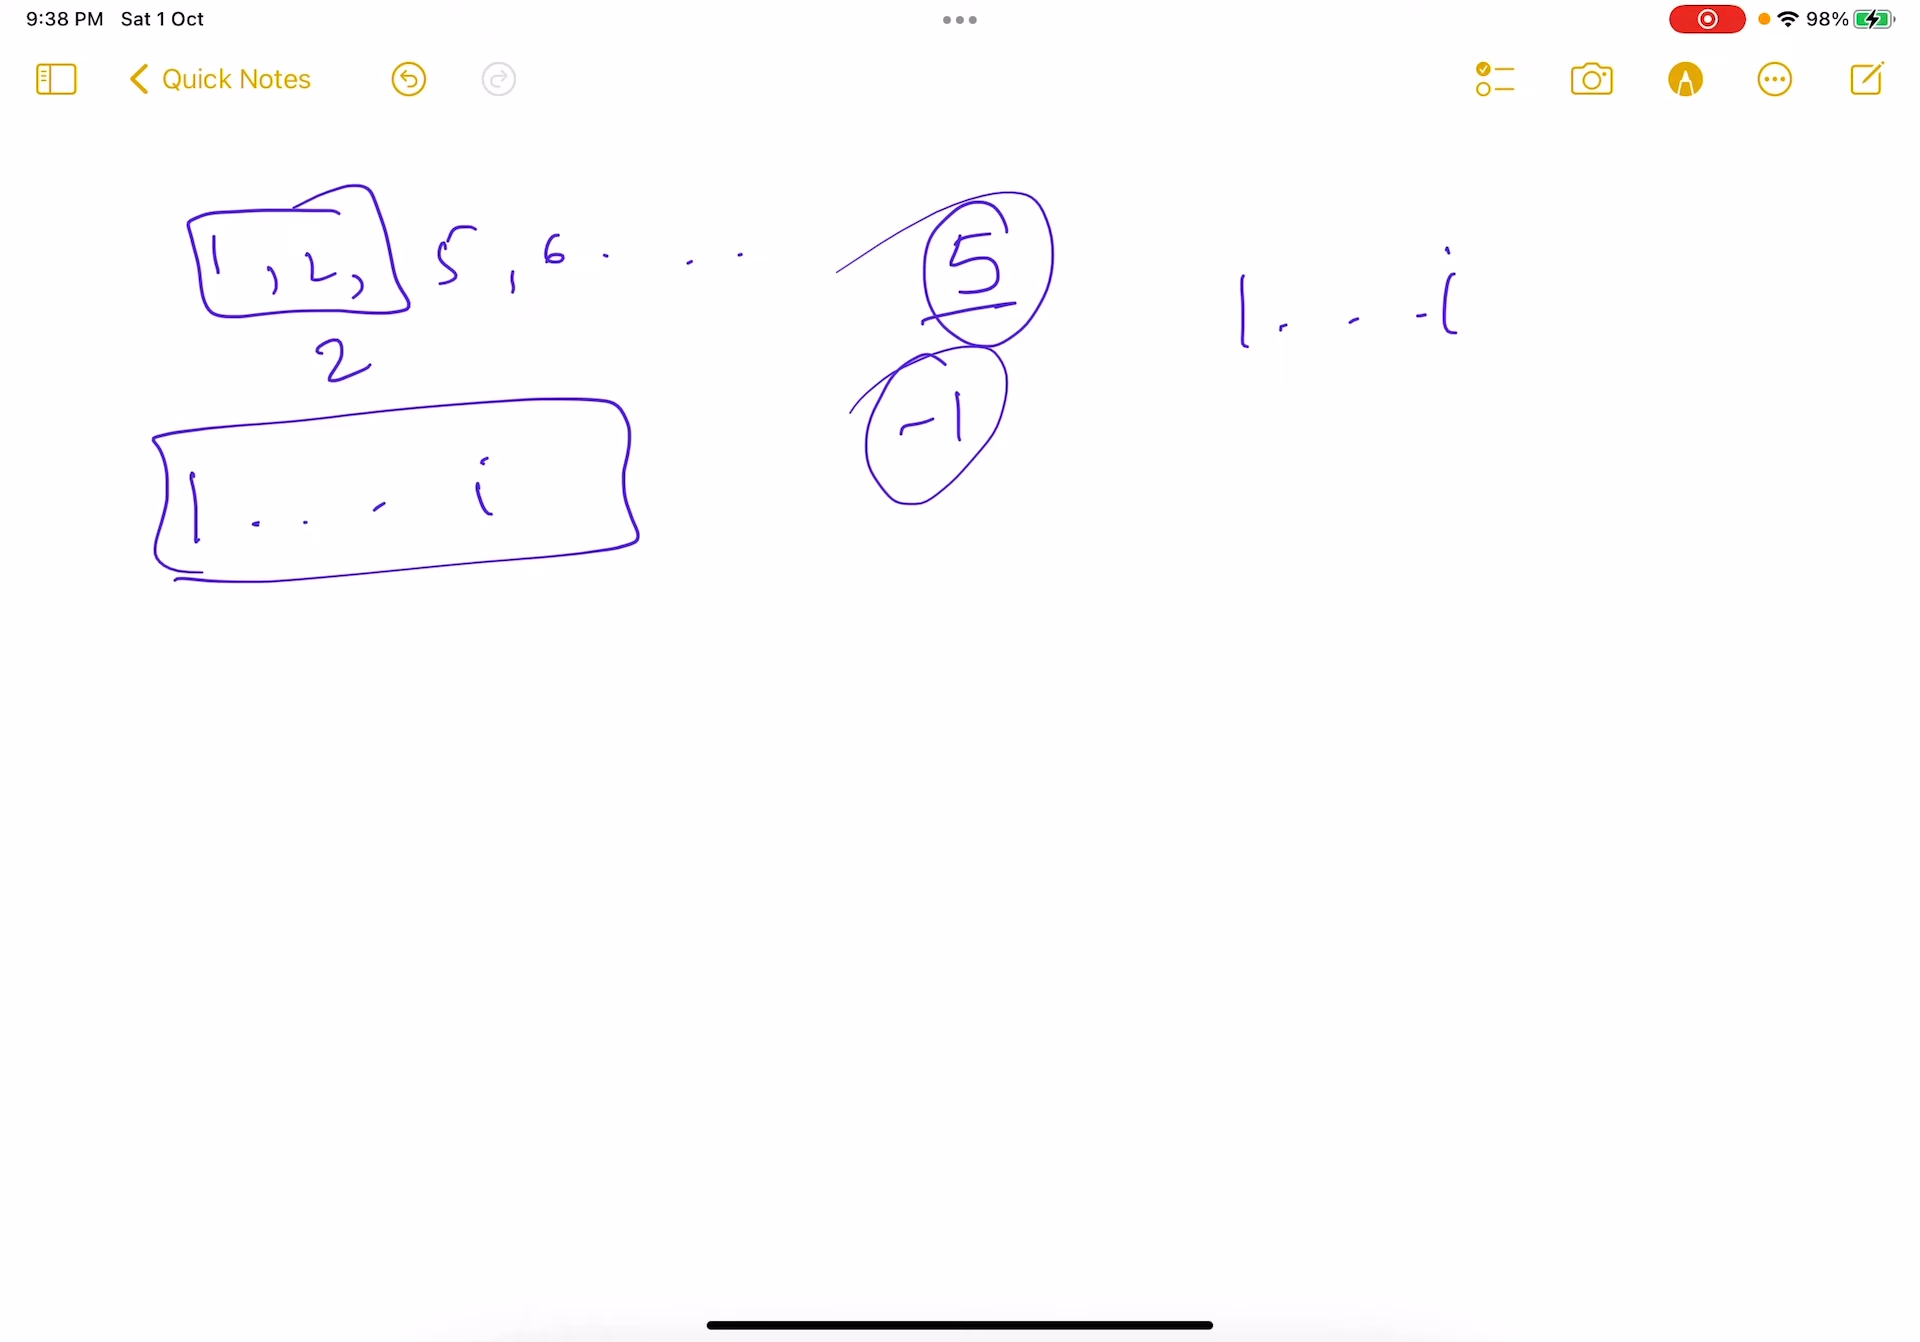 9:38 PM Sat 1 Oct 98%
Quick Notes
1, 2, 5, 6 . . . 5
1 . . - i
2
-1
1 . . - i